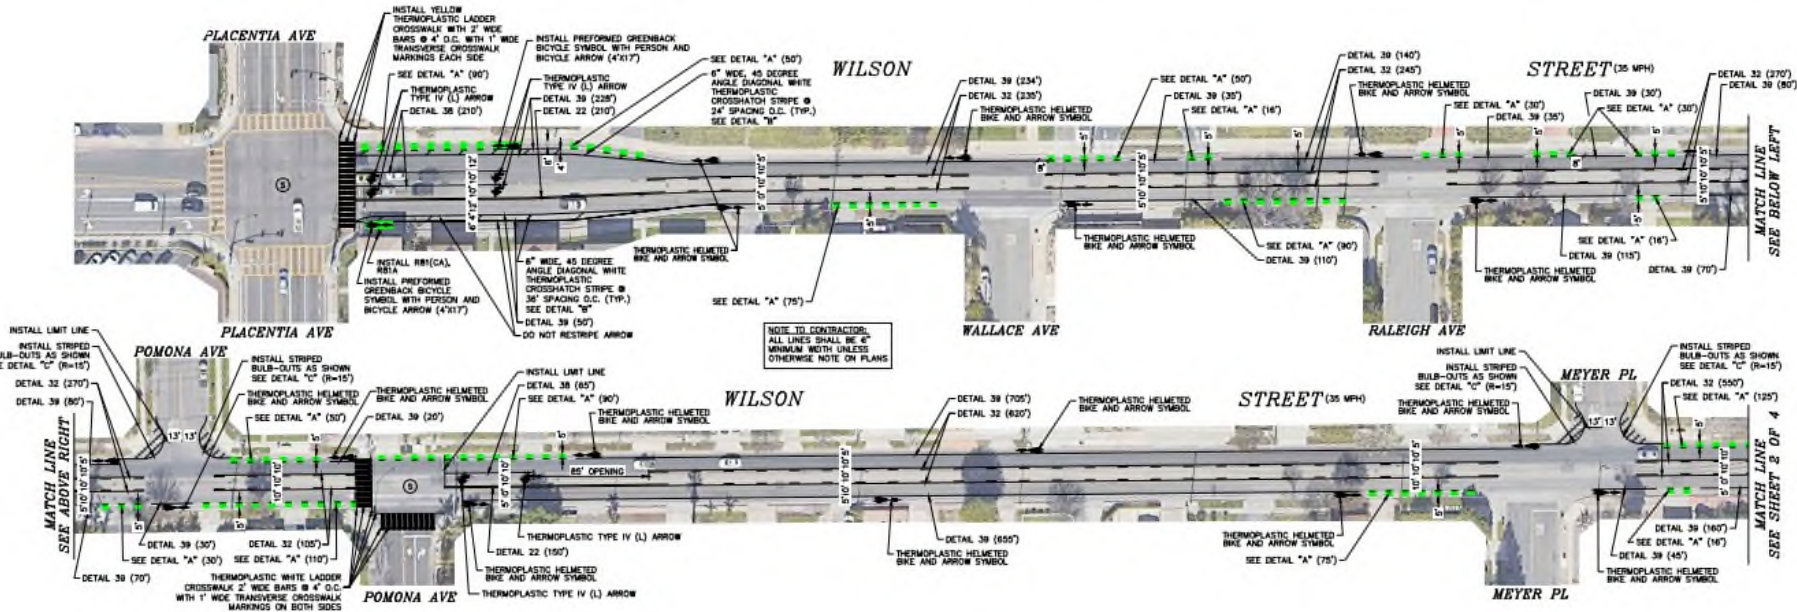 PLACENTIA AVE
INSTALL YELLOW
THERMOPLASTIC LADDER
CROSSWALK WITH 2' WIDE
BARS @ 4' O.C. WITH 1' WIDE
TRANSVERSE CROSSWALK
MARKINGS EACH SIDE
SEE DETAIL "A" (90')
THERMOPLASTIC
TYPE IV (L) ARROW
DETAIL 38 (210')
INSTALL PREFORMED GREENBACK
BICYCLE SYMBOL WITH PERSON AND
BICYCLE ARROW (4'X17')
THERMOPLASTIC
TYPE IV (L) ARROW
DETAIL 39 (228')
DETAIL 22 (210')
SEE DETAIL "A" (50')
6" WIDE, 45 DEGREE
ANGLE DIAGONAL WHITE
THERMOPLASTIC
CROSSHATCH STRIPE @
24' SPACING O.C. (TYP.)
SEE DETAIL "B"
WILSON
DETAIL 39 (234')
DETAIL 32 (235')
THERMOPLASTIC HELMETED
BIKE AND ARROW SYMBOL
SEE DETAIL "A" (50')
DETAIL 39 (35')
SEE DETAIL "A" (16')
DETAIL 39 (140')
DETAIL 32 (245')
THERMOPLASTIC HELMETED
BIKE AND ARROW SYMBOL
STREET (35 MPH)
SEE DETAIL "A" (30')
DETAIL 39 (35')
DETAIL 39 (30')
SEE DETAIL "A" (30')
DETAIL 32 (270')
DETAIL 39 (80')
MATCH LINE
SEE BELOW LEFT
INSTALL R81(CA),
R81A
INSTALL PREFORMED
GREENBACK BICYCLE
SYMBOL WITH PERSON AND
BICYCLE ARROW (4'X17')
6" WIDE, 45 DEGREE
ANGLE DIAGONAL WHITE
THERMOPLASTIC
CROSSHATCH STRIPE @
36' SPACING O.C. (TYP.)
SEE DETAIL "B"
DETAIL 39 (50')
DO NOT RESTRIPE ARROW
THERMOPLASTIC HELMETED
BIKE AND ARROW SYMBOL
SEE DETAIL "A" (75')
THERMOPLASTIC HELMETED
BIKE AND ARROW SYMBOL
SEE DETAIL "A" (90')
DETAIL 39 (110')
SEE DETAIL "A" (16')
DETAIL 39 (115')
DETAIL 39 (70')
THERMOPLASTIC HELMETED
BIKE AND ARROW SYMBOL
PLACENTIA AVE
WALLACE AVE
RALEIGH AVE
NOTE TO CONTRACTOR:
ALL LINES SHALL BE 6"
MINIMUM WIDTH UNLESS
OTHERWISE NOTE ON PLANS
INSTALL LIMIT LINE
INSTALL STRIPED
BULB-OUTS AS SHOWN
SEE DETAIL "C" (R=15')
DETAIL 32 (270')
DETAIL 39 (80')
POMONA AVE
INSTALL STRIPED
BULB-OUTS AS SHOWN
SEE DETAIL "C" (R=15')
THERMOPLASTIC HELMETED
BIKE AND ARROW SYMBOL
SEE DETAIL "A" (50')
THERMOPLASTIC HELMETED
BIKE AND ARROW SYMBOL
DETAIL 39 (20')
INSTALL LIMIT LINE
DETAIL 38 (65')
SEE DETAIL "A" (90')
THERMOPLASTIC HELMETED
BIKE AND ARROW SYMBOL
WILSON
DETAIL 39 (705')
DETAIL 32 (620')
THERMOPLASTIC HELMETED
BIKE AND ARROW SYMBOL
STREET (35 MPH)
INSTALL LIMIT LINE
INSTALL STRIPED
BULB-OUTS AS SHOWN
SEE DETAIL "C" (R=15')
THERMOPLASTIC HELMETED
BIKE AND ARROW SYMBOL
MEYER PL
INSTALL STRIPED
BULB-OUTS AS SHOWN
SEE DETAIL "C" (R=15')
DETAIL 32 (550')
SEE DETAIL "A" (125')
13' 13'
13' 13'
85' OPENING
MATCH LINE
SEE ABOVE RIGHT
MATCH LINE
SEE SHEET 2 OF 4
DETAIL 39 (30')
SEE DETAIL "A" (30')
DETAIL 39 (70')
DETAIL 32 (105')
SEE DETAIL "A" (110')
THERMOPLASTIC WHITE LADDER
CROSSWALK 2' WIDE BARS @ 4' O.C.
WITH 1' WIDE TRANSVERSE CROSSWALK
MARKINGS ON BOTH SIDES
POMONA AVE
THERMOPLASTIC TYPE IV (L) ARROW
DETAIL 22 (150')
THERMOPLASTIC HELMETED
BIKE AND ARROW SYMBOL
THERMOPLASTIC TYPE IV (L) ARROW
DETAIL 39 (655')
THERMOPLASTIC HELMETED
BIKE AND ARROW SYMBOL
THERMOPLASTIC HELMETED
BIKE AND ARROW SYMBOL
SEE DETAIL "A" (75')
DETAIL 39 (160')
SEE DETAIL "A" (16')
DETAIL 39 (45')
THERMOPLASTIC HELMETED
BIKE AND ARROW SYMBOL
MEYER PL